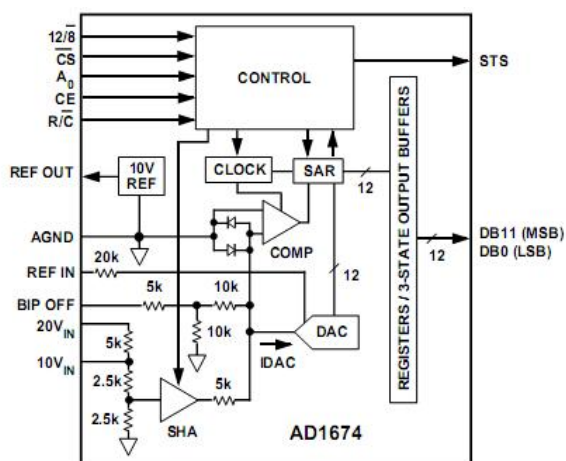 12/8̅
C̅S̅
A₀
CE
R/C̅
CONTROL
STS
REF OUT
10V
REF
CLOCK
SAR
12
REGISTERS / 3-STATE OUTPUT BUFFERS
AGND
COMP
12
DB11 (MSB)
DB0 (LSB)
12
REF IN
20k
BIP OFF
5k
10k
10k
DAC
IDAC
20VIN
5k
10VIN
2.5k
5k
2.5k
SHA
AD1674